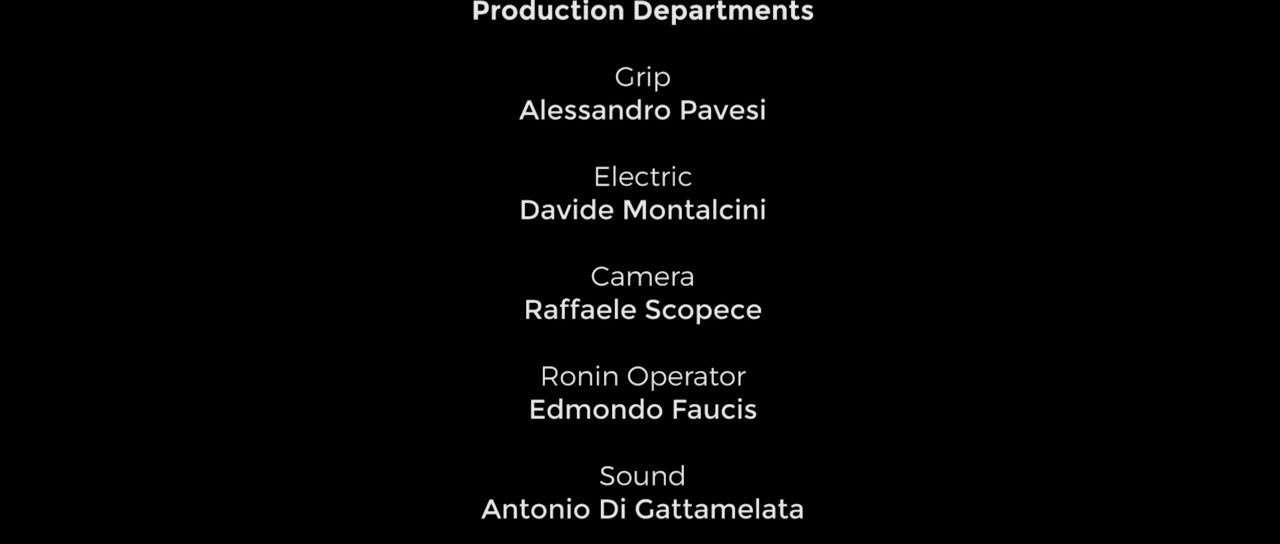 Production Departments
Grip
Alessandro Pavesi
Electric
Davide Montalcini
Camera
Raffaele Scopece
Ronin Operator
Edmondo Faucis
Sound
Antonio Di Gattamelata